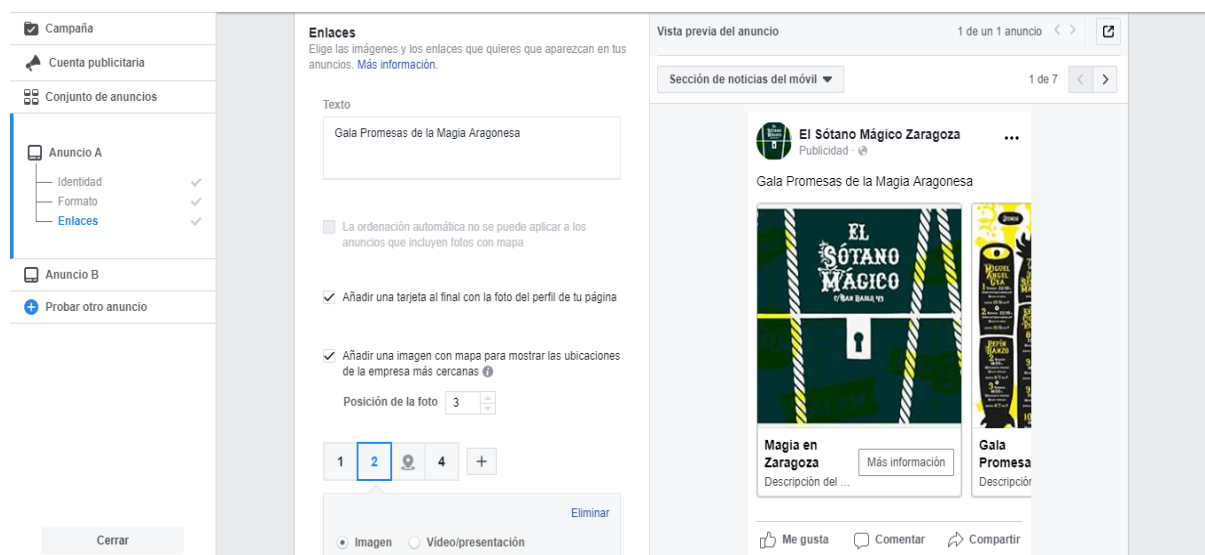 Campaña
Cuenta publicitaria
Conjunto de anuncios
Anuncio A
Identidad
Formato
Enlaces
Anuncio B
Probar otro anuncio
Cerrar
Enlaces
Elige las imágenes y los enlaces que quieres que aparezcan en tus
anuncios. Más información.
Texto
Gala Promesas de la Magia Aragonesa
La ordenación automática no se puede aplicar a los
anuncios que incluyen fotos con mapa
Añadir una tarjeta al final con la foto del perfil de tu página
Añadir una imagen con mapa para mostrar las ubicaciones
de la empresa más cercanas
Posición de la foto 3
1 2 4 +
Eliminar
Imagen Vídeo/presentación
Vista previa del anuncio 1 de un 1 anuncio
Sección de noticias del móvil 1 de 7
El Sótano Mágico Zaragoza
Publicidad ·
Gala Promesas de la Magia Aragonesa
EL
SÓTANO
MÁGICO
MIGUEL
ANGEL
GEA
PEPÍN
BANZO
Magia en
Zaragoza
Descripción del ...
Más información
Gala
Promesa
Descripción
Me gusta Comentar Compartir